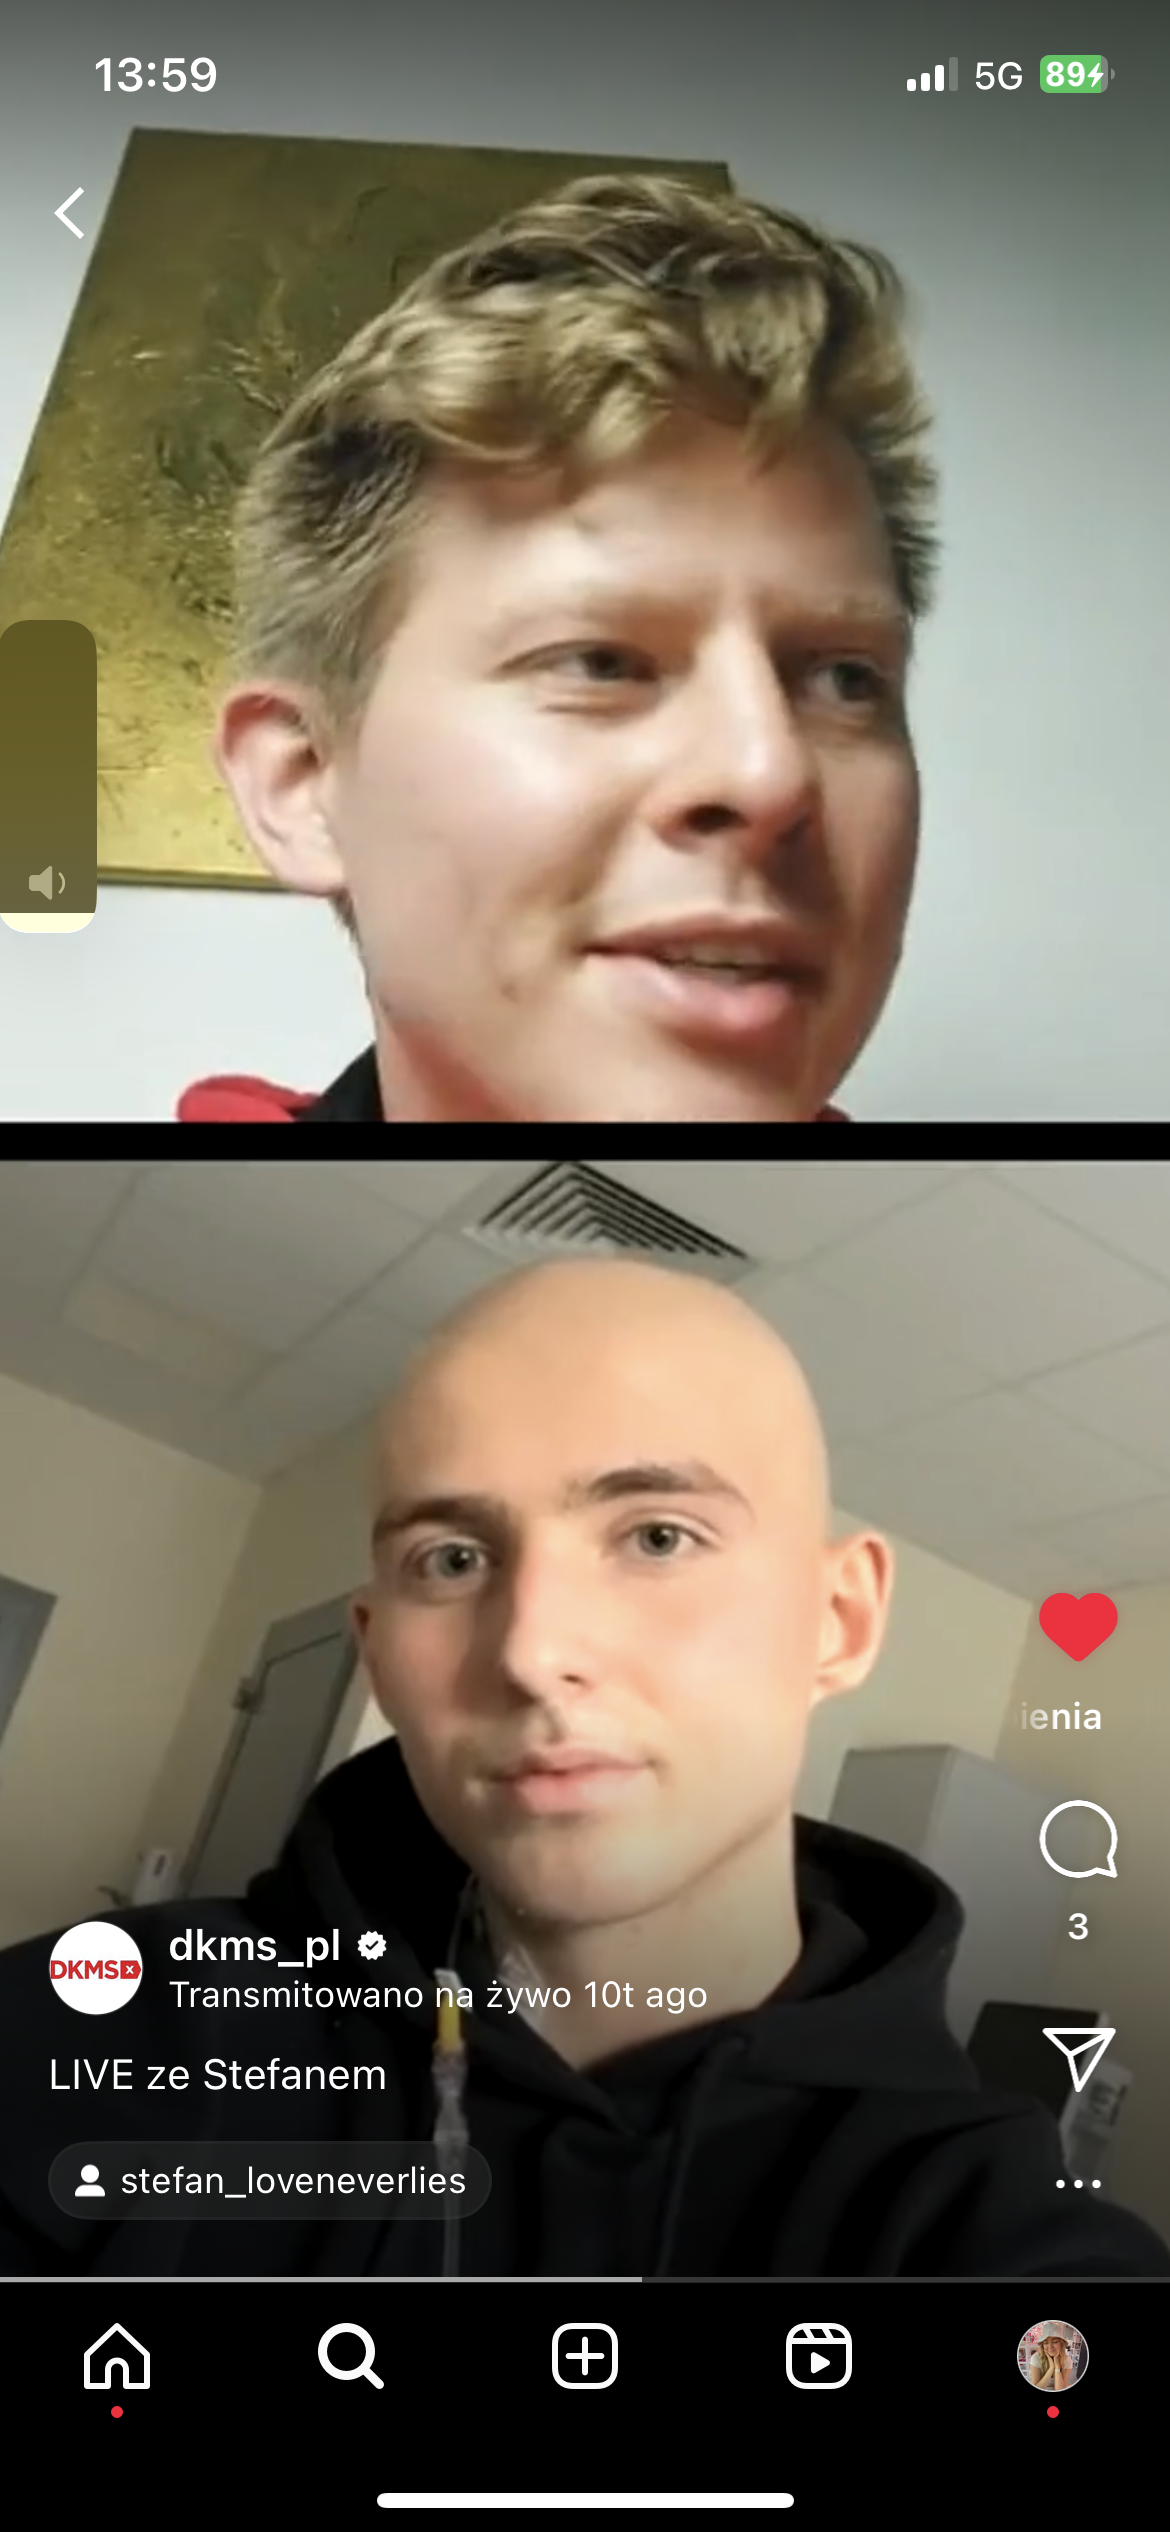 13:59
5G 89
ienia
3
DKMS
dkms_pl
Transmitowano na żywo 10t ago
LIVE ze Stefanem
stefan_loveneverlies